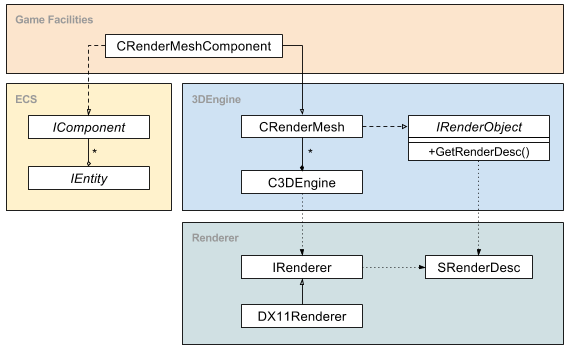 Game Facilities
CRenderMeshComponent
ECS
IComponent
*
IEntity
3DEngine
CRenderMesh
*
C3DEngine
IRenderObject
+GetRenderDesc()
Renderer
IRenderer
SRenderDesc
DX11Renderer